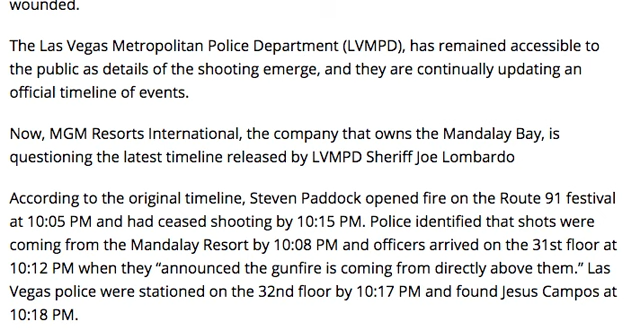 wounded.
The Las Vegas Metropolitan Police Department (LVMPD), has remained accessible to
the public as details of the shooting emerge, and they are continually updating an
official timeline of events.
Now, MGM Resorts International, the company that owns the Mandalay Bay, is
questioning the latest timeline released by LVMPD Sheriff Joe Lombardo
According to the original timeline, Steven Paddock opened fire on the Route 91 festival
at 10:05 PM and had ceased shooting by 10:15 PM. Police identified that shots were
coming from the Mandalay Resort by 10:08 PM and officers arrived on the 31st floor at
10:12 PM when they “announced the gunfire is coming from directly above them.” Las
Vegas police were stationed on the 32nd floor by 10:17 PM and found Jesus Campos at
10:18 PM.